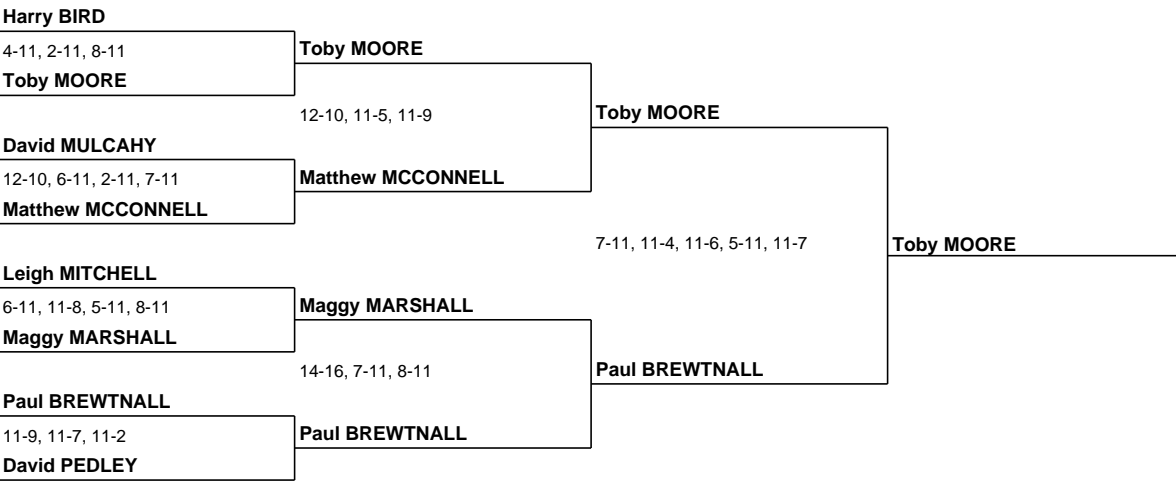 Harry BIRD
4-11, 2-11, 8-11
Toby MOORE
Toby MOORE
12-10, 11-5, 11-9
Toby MOORE
David MULCAHY
12-10, 6-11, 2-11, 7-11
Matthew MCCONNELL
Matthew MCCONNELL
7-11, 11-4, 11-6, 5-11, 11-7
Toby MOORE
Leigh MITCHELL
6-11, 11-8, 5-11, 8-11
Maggy MARSHALL
Maggy MARSHALL
14-16, 7-11, 8-11
Paul BREWTNALL
Paul BREWTNALL
11-9, 11-7, 11-2
David PEDLEY
Paul BREWTNALL